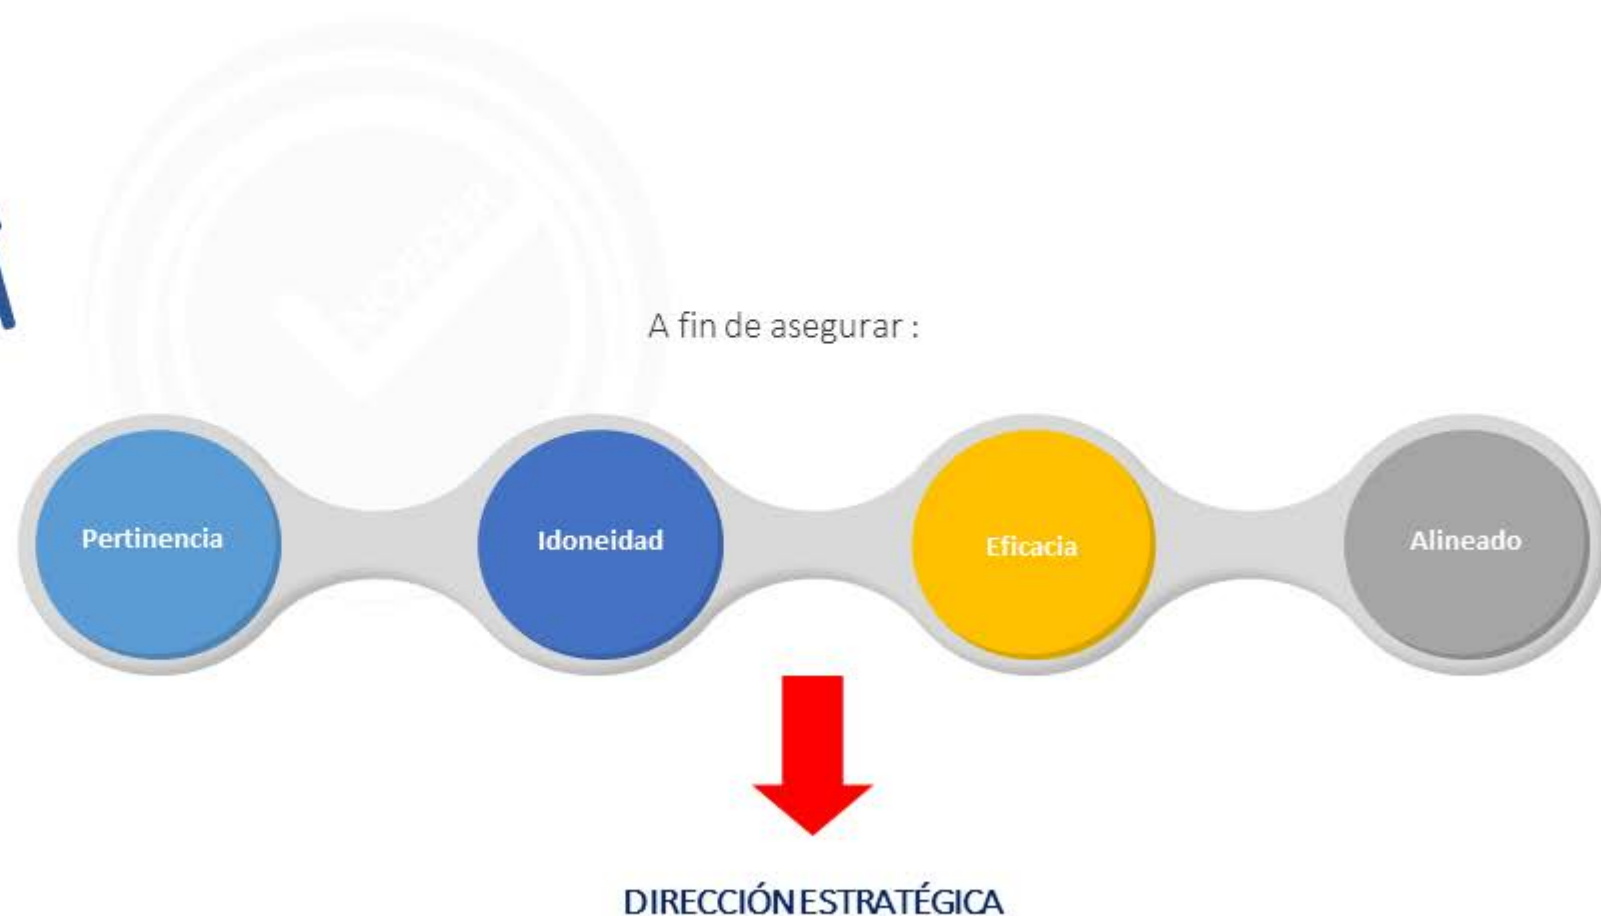 A fin de asegurar :
Pertinencia
Idoneidad
Eficacia
Alineado
DIRECCIÓN ESTRATÉGICA